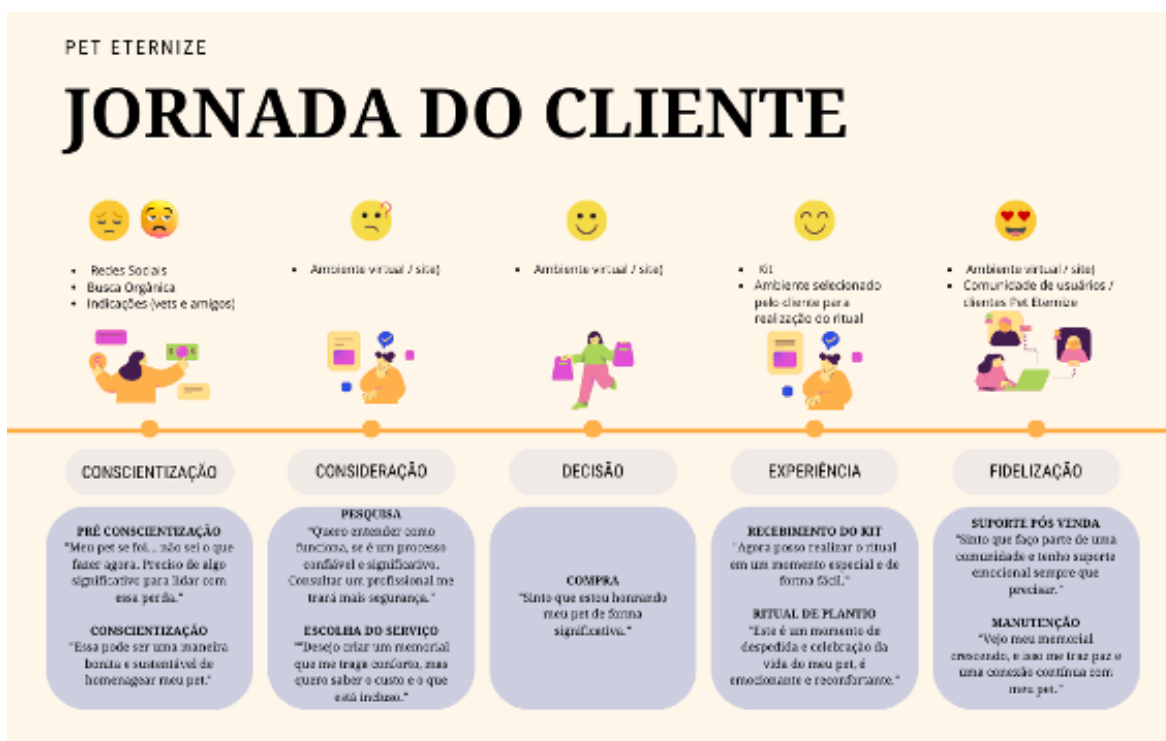 PET ETERNIZE
JORNADA DO CLIENTE
• Redes Sociais
• Busca Orgânica
• Indicações (vets e amigos)
• Ambiente virtual / site)
• Ambiente virtual / site)
• Kit
• Ambiente selecionado
pelo cliente para
realização do ritual
• Ambiente virtual / site)
• Comunidade de usuários /
clientes Pet Eternize
CONSCIENTIZAÇÃO
CONSIDERAÇÃO
DECISÃO
EXPERIÊNCIA
FIDELIZAÇÃO
PRÉ CONSCIENTIZAÇÃO
"Meu pet se foi... não sei o que
fazer agora. Preciso de algo
significativo para lidar com
essa perda."
CONSCIENTIZAÇÃO
"Essa pode ser uma maneira
bonita e sustentável de
homenagear meu pet."
PESQUISA
"Quero entender como
funciona, se é um processo
confiável e significativo.
Consultar um profissional me
trará mais segurança."
ESCOLHA DO SERVIÇO
""Desejo criar um memorial
que me traga conforto, mas
quero saber o custo e o que
está incluso."
COMPRA
"Sinto que estou honrando
meu pet de forma
significativa."
RECEBIMENTO DO KIT
"Agora posso realizar o ritual
em um momento especial e de
forma fácil."
RITUAL DE PLANTIO
"Este é um momento de
despedida e celebração da
vida do meu pet, é
emocionante e reconfortante."
SUPORTE PÓS VENDA
"Sinto que faço parte de uma
comunidade e tenho suporte
emocional sempre que
precisar."
MANUTENÇÃO
"Vejo meu memorial
crescendo, e isso me traz paz e
uma conexão contínua com
meu pet."